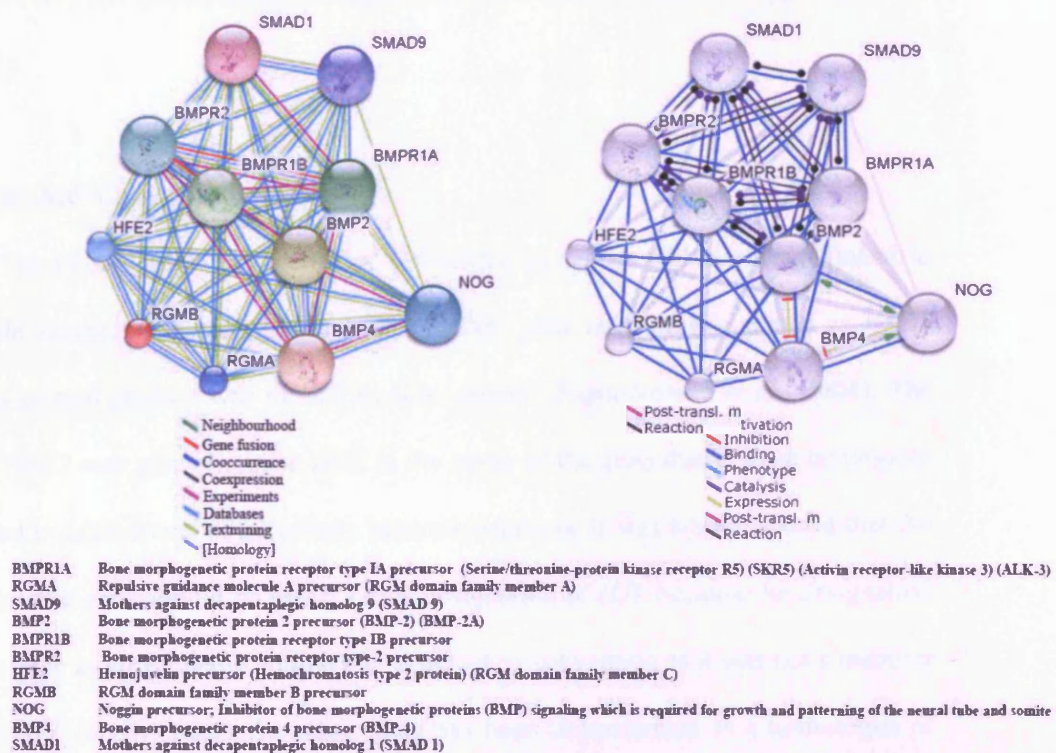 SMAD1
SMAD9
BMPR2
BMPR1B
BMPR1A
BMP2
HFE2
NOG
RGMB
BMP4
RGMA
Neighbourhood
Gene fusion
Cooccurrence
Coexpression
Experiments
Databases
Textmining
[Homology]
SMAD1
SMAD9
BMPR2
BMPR1B
BMPR1A
BMP2
HFE2
NOG
RGMB
BMP4
RGMA
Post-transl. m
tivation
Reaction
Inhibition
Binding
Phenotype
Catalysis
Expression
Post-transl. m
Reaction
BMPR1A Bone morphogenetic protein receptor type IA precursor (Serine/threonine-protein kinase receptor R5) (SKR5) (Activin receptor-like kinase 3) (ALK-3)
RGMA Repulsive guidance molecule A precursor (RGM domain family member A)
SMAD9 Mothers against decapentaplegic homolog 9 (SMAD 9)
BMP2 Bone morphogenetic protein 2 precursor (BMP-2) (BMP-2A)
BMPR1B Bone morphogenetic protein receptor type IB precursor
BMPR2 Bone morphogenetic protein receptor type-2 precursor
HFE2 Hemojuvelin precursor (Hemochromatosis type 2 protein) (RGM domain family member C)
RGMB RGM domain family member B precursor
NOG Noggin precursor; Inhibitor of bone morphogenetic proteins (BMP) signaling which is required for growth and patterning of the neural tube and somite
BMP4 Bone morphogenetic protein 4 precursor (BMP-4)
SMAD1 Mothers against decapentaplegic homolog 1 (SMAD 1)